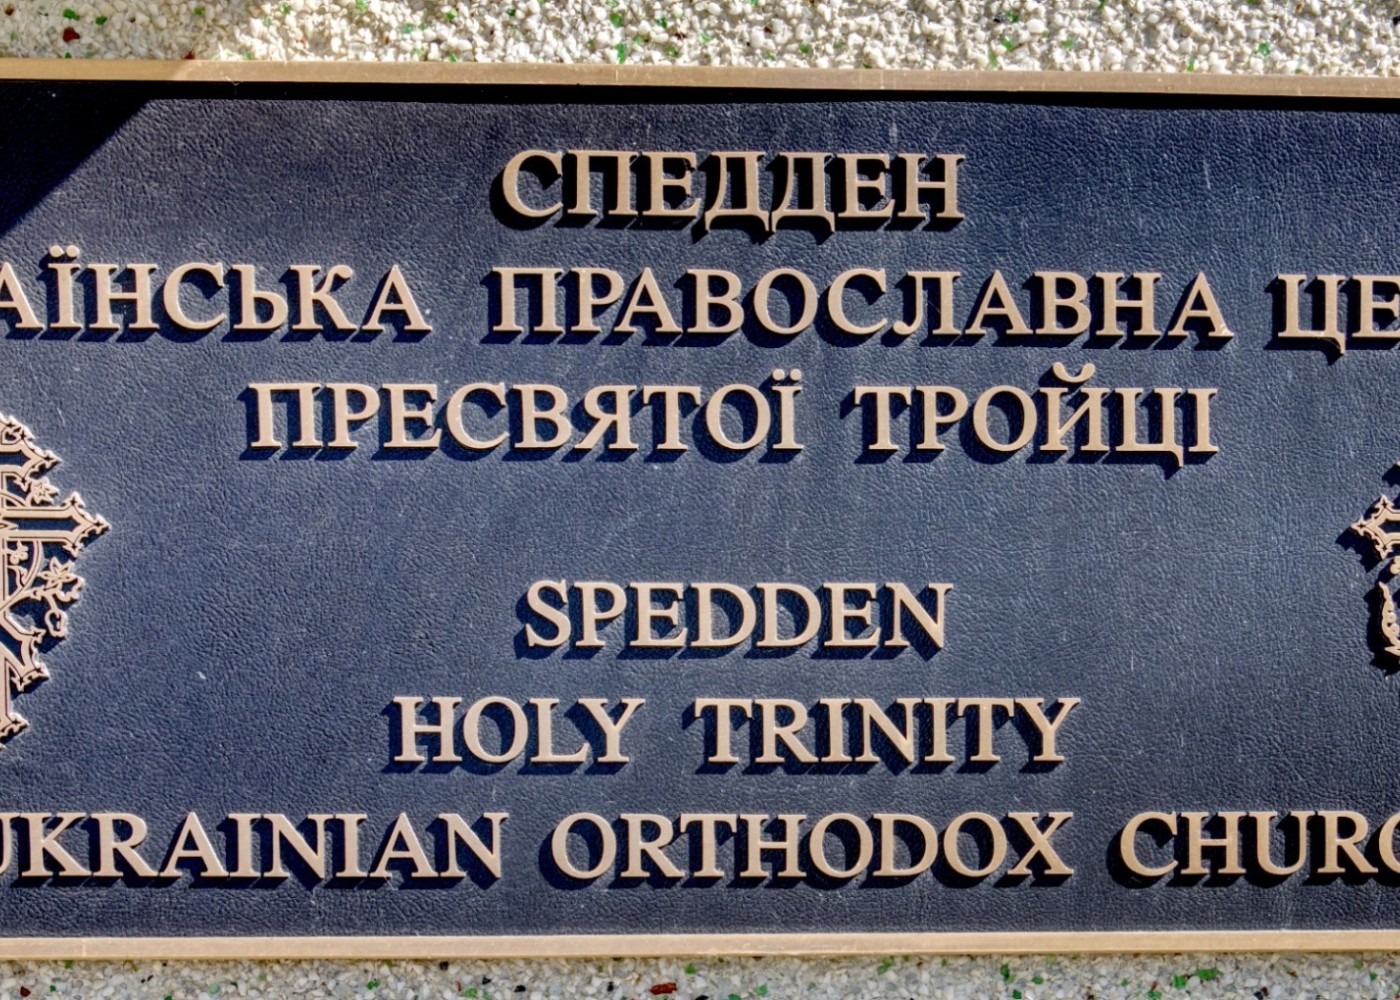 СПЕДДЕН
АЇНСЬКА ПРАВОСЛАВНА ЦЕ
ПРЕСВЯТОЇ ТРОЙЦІ
SPEDDEN
HOLY TRINITY
UKRAINIAN ORTHODOX CHURC